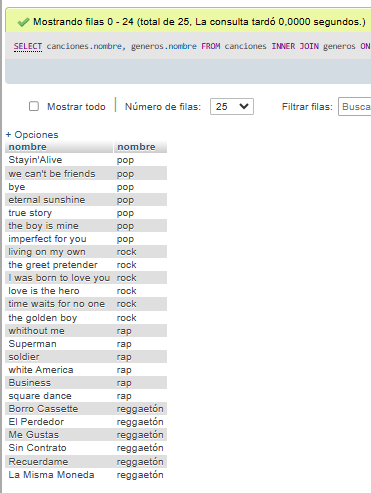 Mostrando filas 0 - 24 (total de 25, La consulta tardó 0,0000 segundos.)
SELECT canciones.nombre, generos.nombre FROM canciones INNER JOIN generos ON
Mostrar todo Número de filas: 25 Filtrar filas: Busca
+ Opciones
nombre nombre
Stayin'Alive pop
we can't be friends pop
bye pop
eternal sunshine pop
true story pop
the boy is mine pop
imperfect for you pop
living on my own rock
the greet pretender rock
I was born to love you rock
love is the hero rock
time waits for no one rock
the golden boy rock
whithout me rap
Superman rap
soldier rap
white America rap
Business rap
square dance rap
Borro Cassette reggaetón
El Perdedor reggaetón
Me Gustas reggaetón
Sin Contrato reggaetón
Recuerdame reggaetón
La Misma Moneda reggaetón